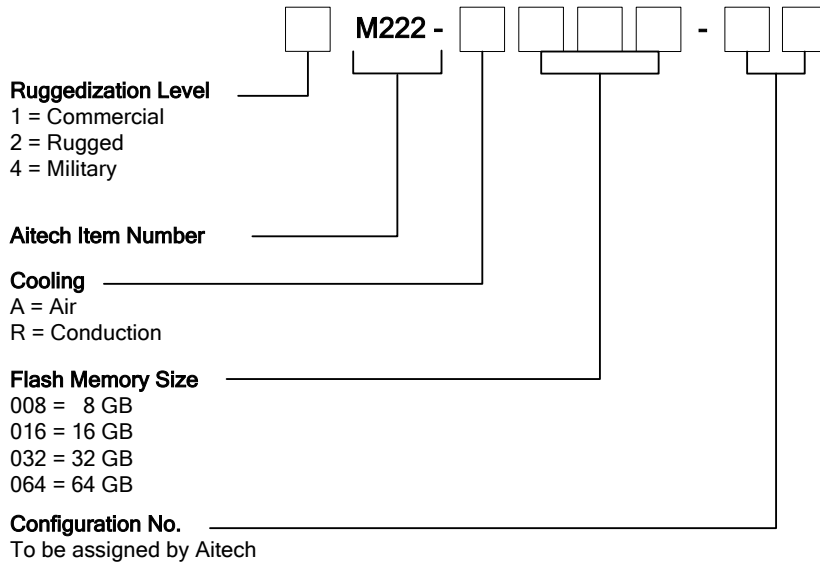 M222 - -
Ruggedization Level
1 = Commercial
2 = Rugged
4 = Military
Aitech Item Number
Cooling
A = Air
R = Conduction
Flash Memory Size
008 = 8 GB
016 = 16 GB
032 = 32 GB
064 = 64 GB
Configuration No.
To be assigned by Aitech